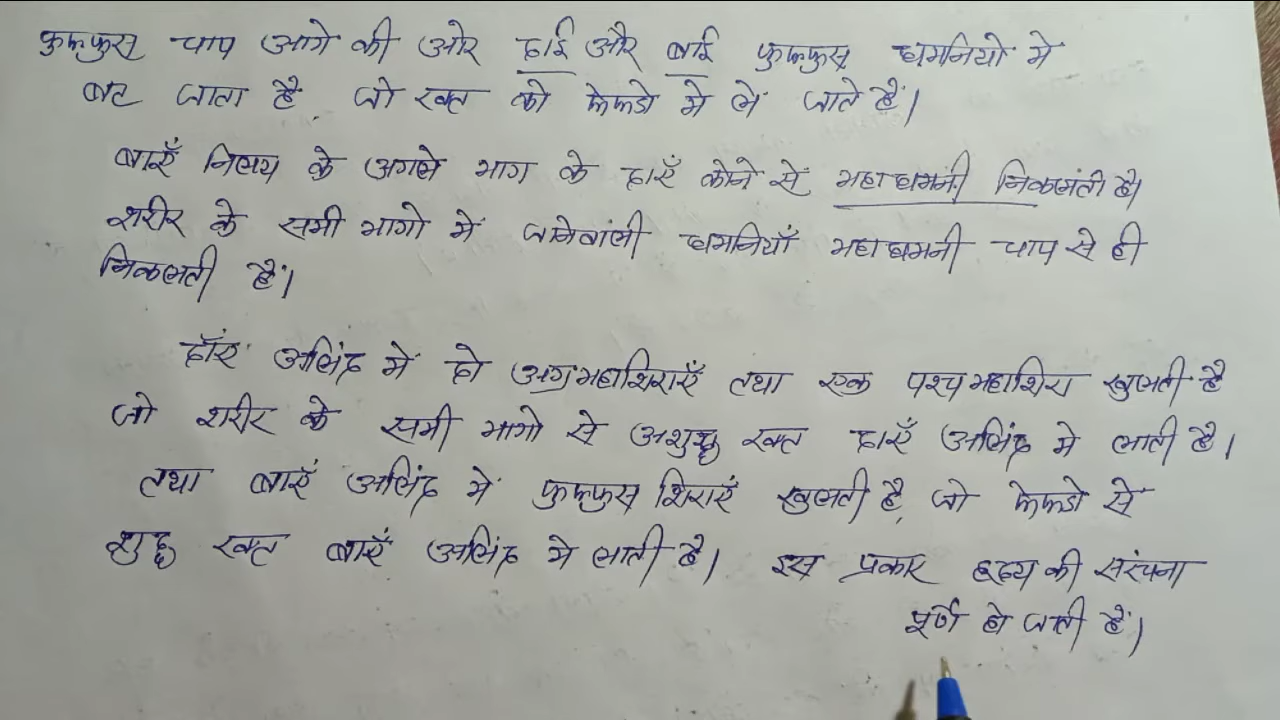 फुफ्फुस चाप आगे की ओर दाई और बाई फुफ्फुस धमनियो मे
बट जाता है, जो रक्त को फेफडो मे ले जाते है।
बाएँ निलय के अगले भाग के दाएँ कोने से महाधमनी निकलती है।
शरीर के सभी भागो में जानेवाली धमनियाँ महाधमनी चाप से ही
निकलती हैं।
दाँए अलिंद में दो अग्रमहाशिराएँ तथा एक पश्चमहाशिरा खुलती है
जो शरीर के सभी भागो से अशुद्ध रक्त दाएँ अलिंद मे लाती है।
तथा बाएँ अलिंद में फुफ्फुस शिराएँ खुलती है, जो फेफडो से
शुद्ध रक्त बाएँ अलिंद मे लाती है। इस प्रकार हृदय की संरचना
पूर्ण हो जाती है।